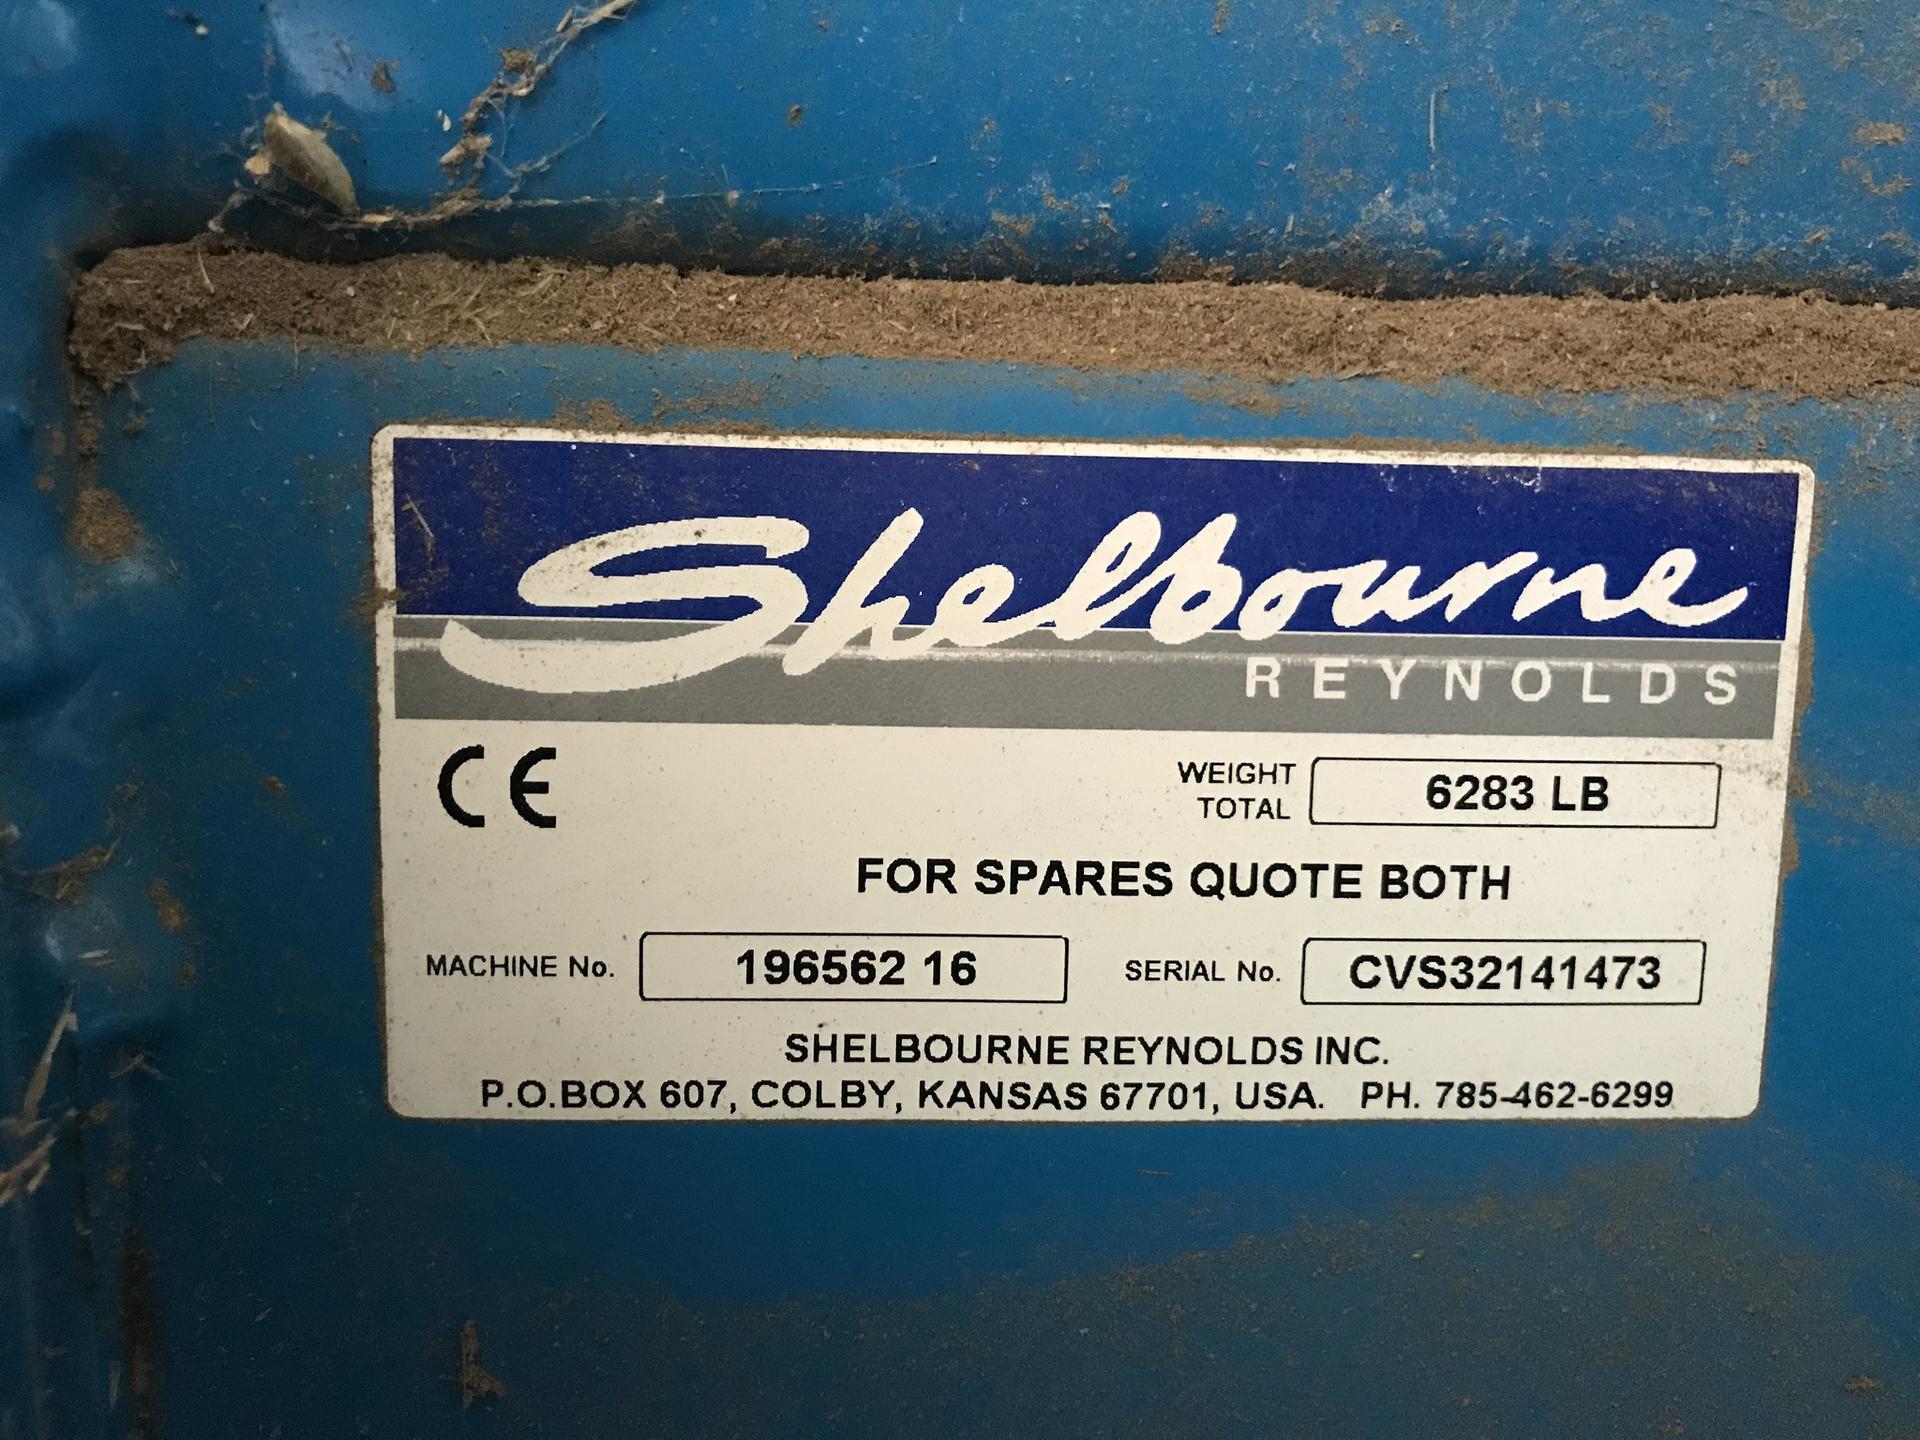 Shelbourne
REYNOLDS
CE
WEIGHT
TOTAL
6283 LB
FOR SPARES QUOTE BOTH
MACHINE No. 196562 16 SERIAL No. CVS32141473
SHELBOURNE REYNOLDS INC.
P.O.BOX 607, COLBY, KANSAS 67701, USA. PH. 785-462-6299